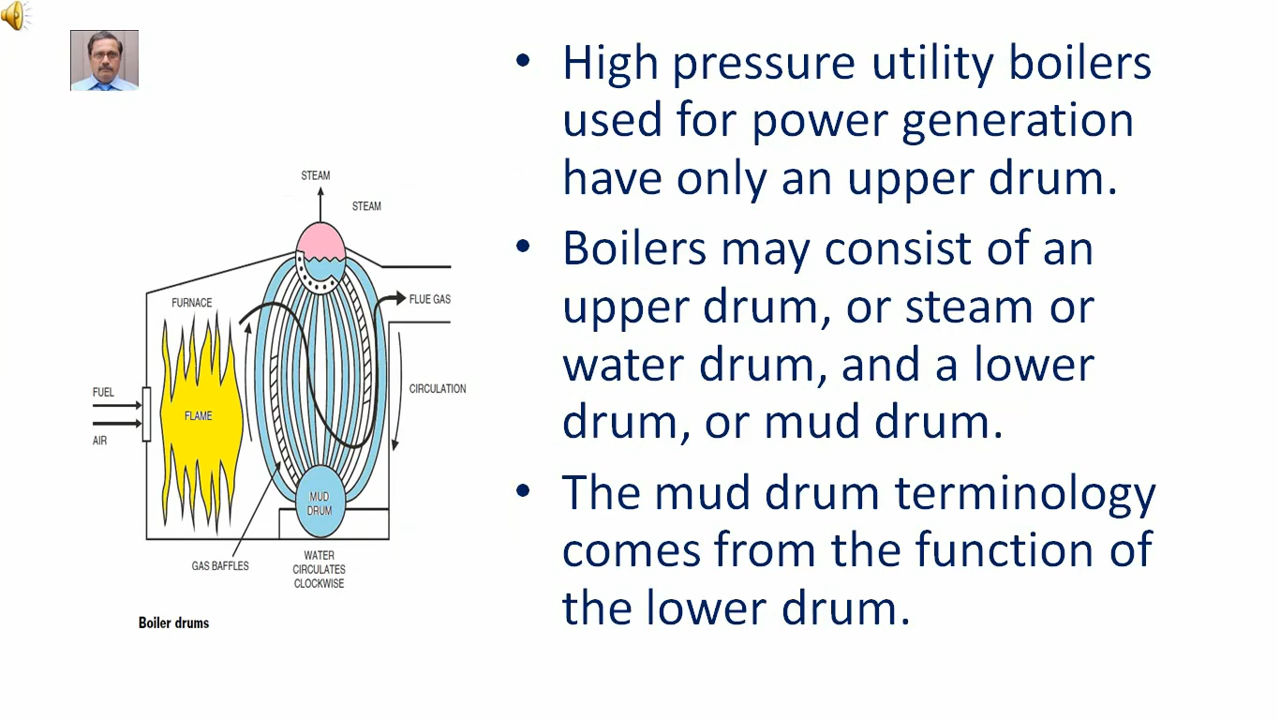 • High pressure utility boilers
used for power generation
have only an upper drum.
• Boilers may consist of an
upper drum, or steam or
water drum, and a lower
drum, or mud drum.
• The mud drum terminology
comes from the function of
the lower drum.
STEAM
STEAM
FURNACE
FLUE GAS
FUEL
FLAME
AIR
CIRCULATION
MUD
DRUM
GAS BAFFLES
WATER
CIRCULATES
CLOCKWISE
Boiler drums